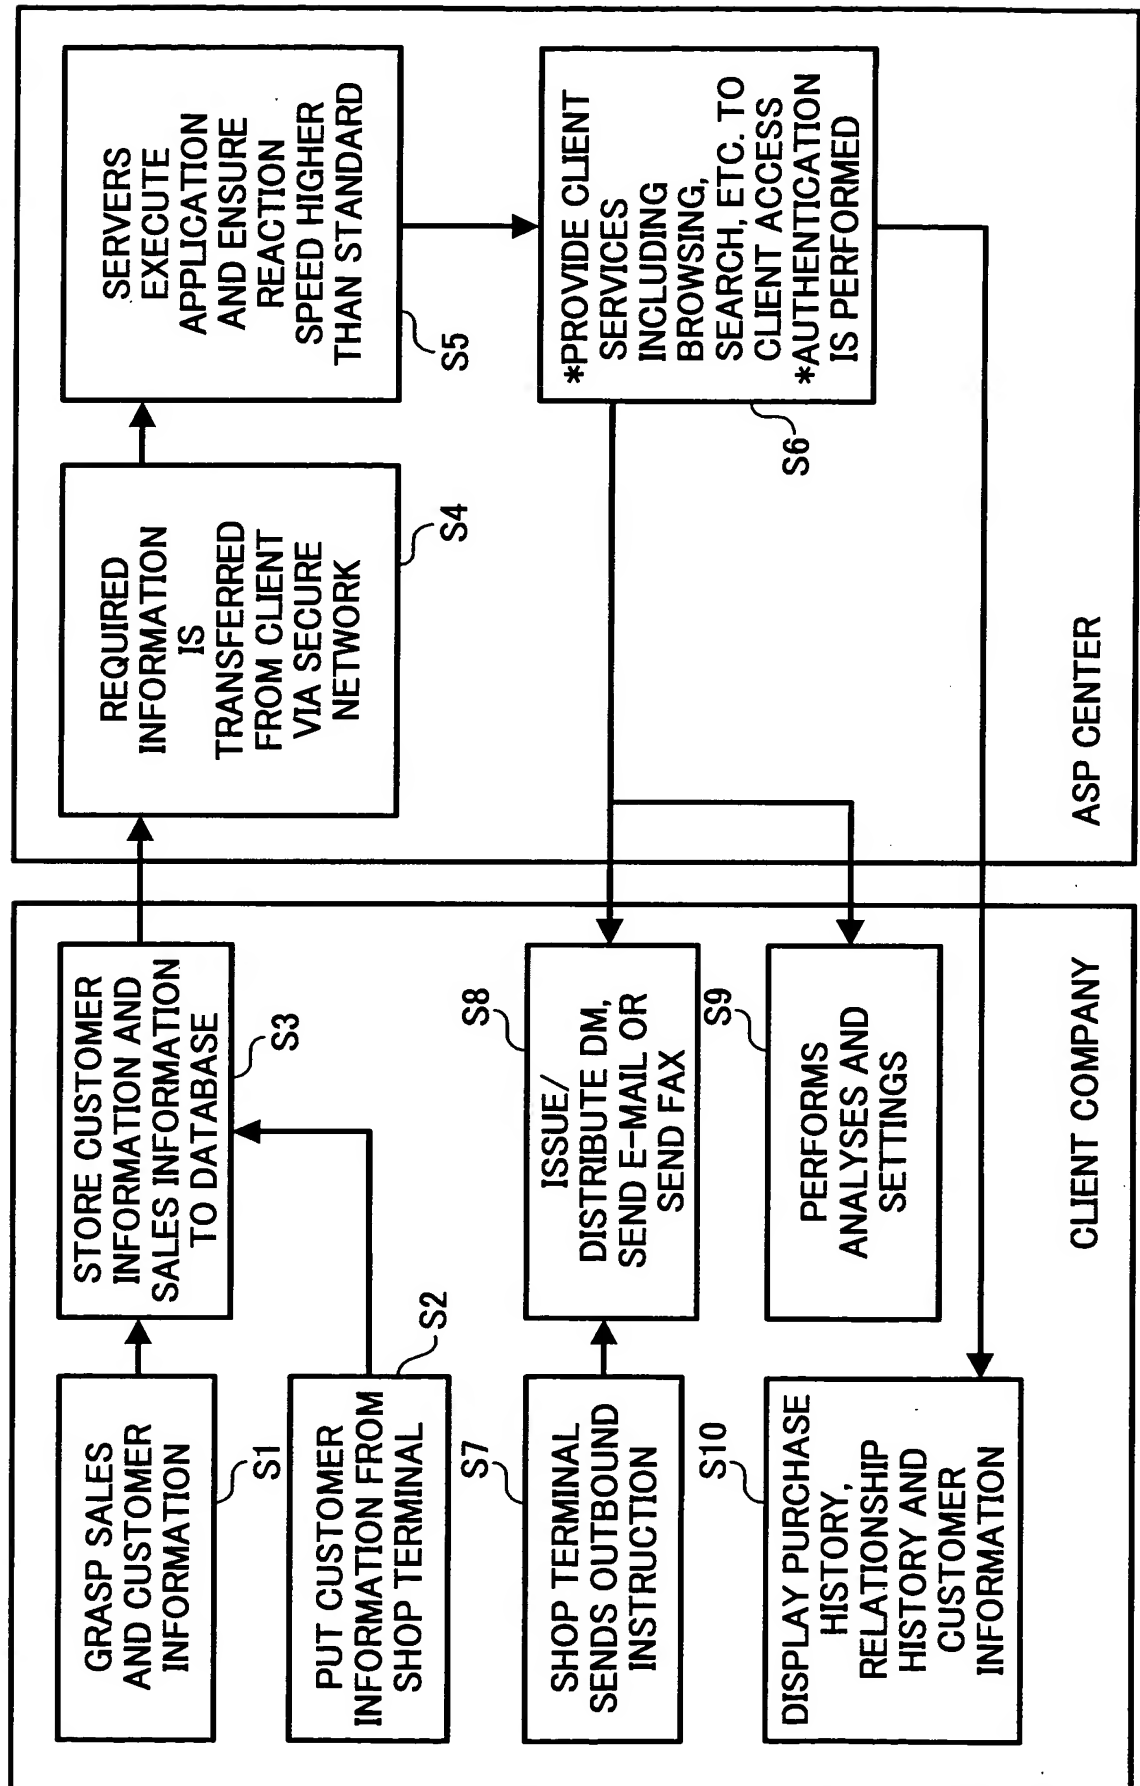 GRASP SALES
AND CUSTOMER
INFORMATION
S1
PUT CUSTOMER
INFORMATION FROM
SHOP TERMINAL
S2
STORE CUSTOMER
INFORMATION AND
SALES INFORMATION
TO DATABASE
S3
REQUIRED
INFORMATION
IS
TRANSFERRED
FROM CLIENT
VIA SECURE
NETWORK
S4
SERVERS
EXECUTE
APPLICATION
AND ENSURE
REACTION
SPEED HIGHER
THAN STANDARD
S5
*PROVIDE CLIENT
SERVICES
INCLUDING
BROWSING,
SEARCH, ETC. TO
CLIENT ACCESS
*AUTHENTICATION
IS PERFORMED
S6
S7
SHOP TERMINAL
SENDS OUTBOUND
INSTRUCTION
S8
ISSUE/
DISTRIBUTE DM,
SEND E-MAIL OR
SEND FAX
S9
PERFORMS
ANALYSES AND
SETTINGS
S10
DISPLAY PURCHASE
HISTORY,
RELATIONSHIP
HISTORY AND
CUSTOMER
INFORMATION
CLIENT COMPANY
ASP CENTER